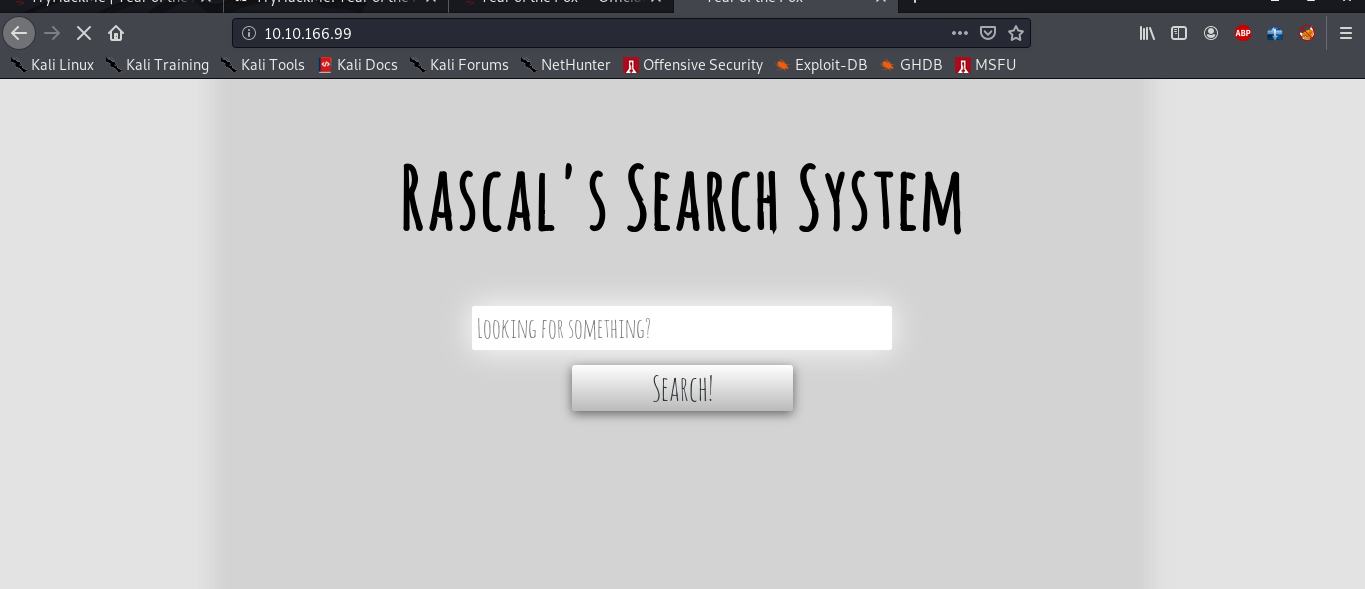 10.10.166.99
Kali Linux Kali Training Kali Tools Kali Docs Kali Forums NetHunter Offensive Security Exploit-DB GHDB MSFU
Rascal's Search System
Looking for something?
Search!